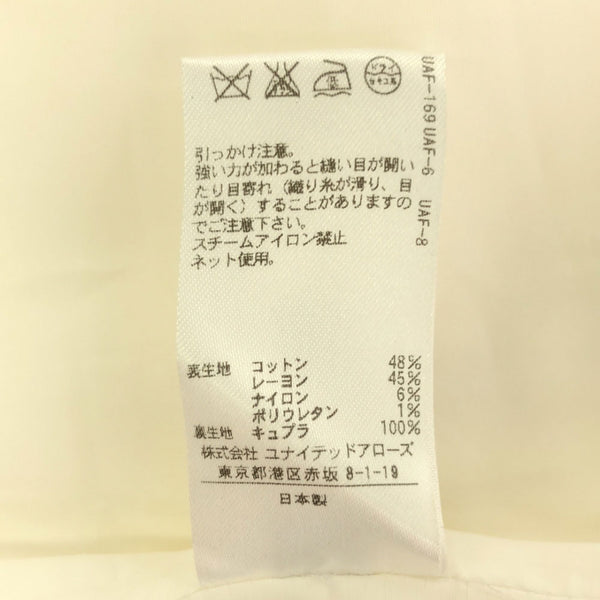 ドライ
セキユ系
UAF-169 UAF-6 UAF-8
引っかけ注意。
強い力が加わると縫い目が開い
たり目寄れ（織り糸が滑り、目
が開く）することがありますの
でご注意下さい。
スチームアイロン禁止
ネット使用。
表生地 コットン 48%
レーヨン 45%
ナイロン 6%
ポリウレタン 1%
裏生地 キュプラ 100%
株式会社 ユナイテッドアローズ
東京都港区赤坂 8-1-19
日本製